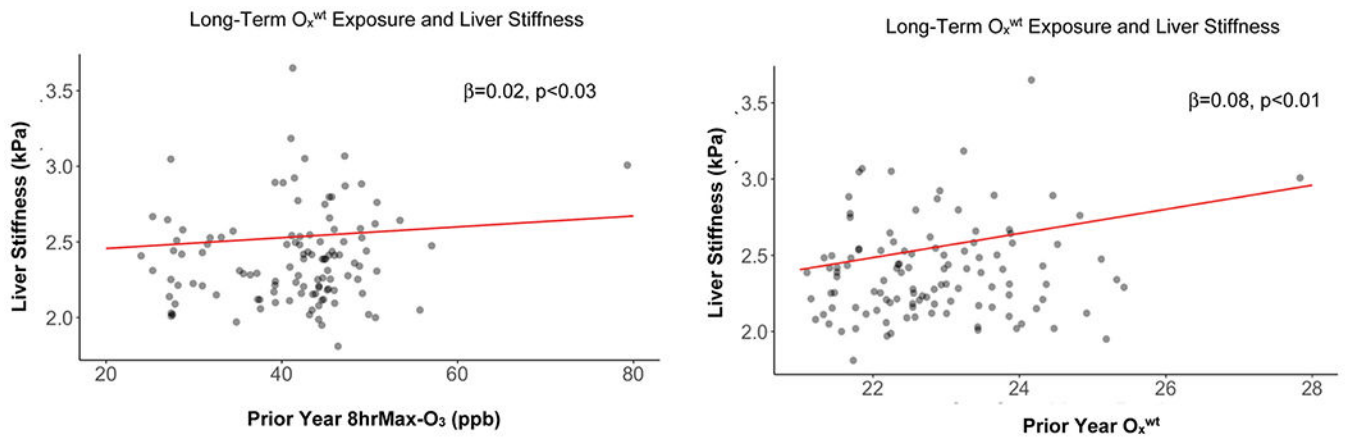 Long-Term Oₓʷᵗ Exposure and Liver Stiffness
β=0.02, p<0.03
Liver Stiffness (kPa)
3.5
3.0
2.5
2.0
20 40 60 80
Prior Year 8hrMax-O₃ (ppb)
Long-Term Oₓʷᵗ Exposure and Liver Stiffness
β=0.08, p<0.01
Liver Stiffness (kPa)
3.5
3.0
2.5
2.0
22 24 26 28
Prior Year Oₓʷᵗ